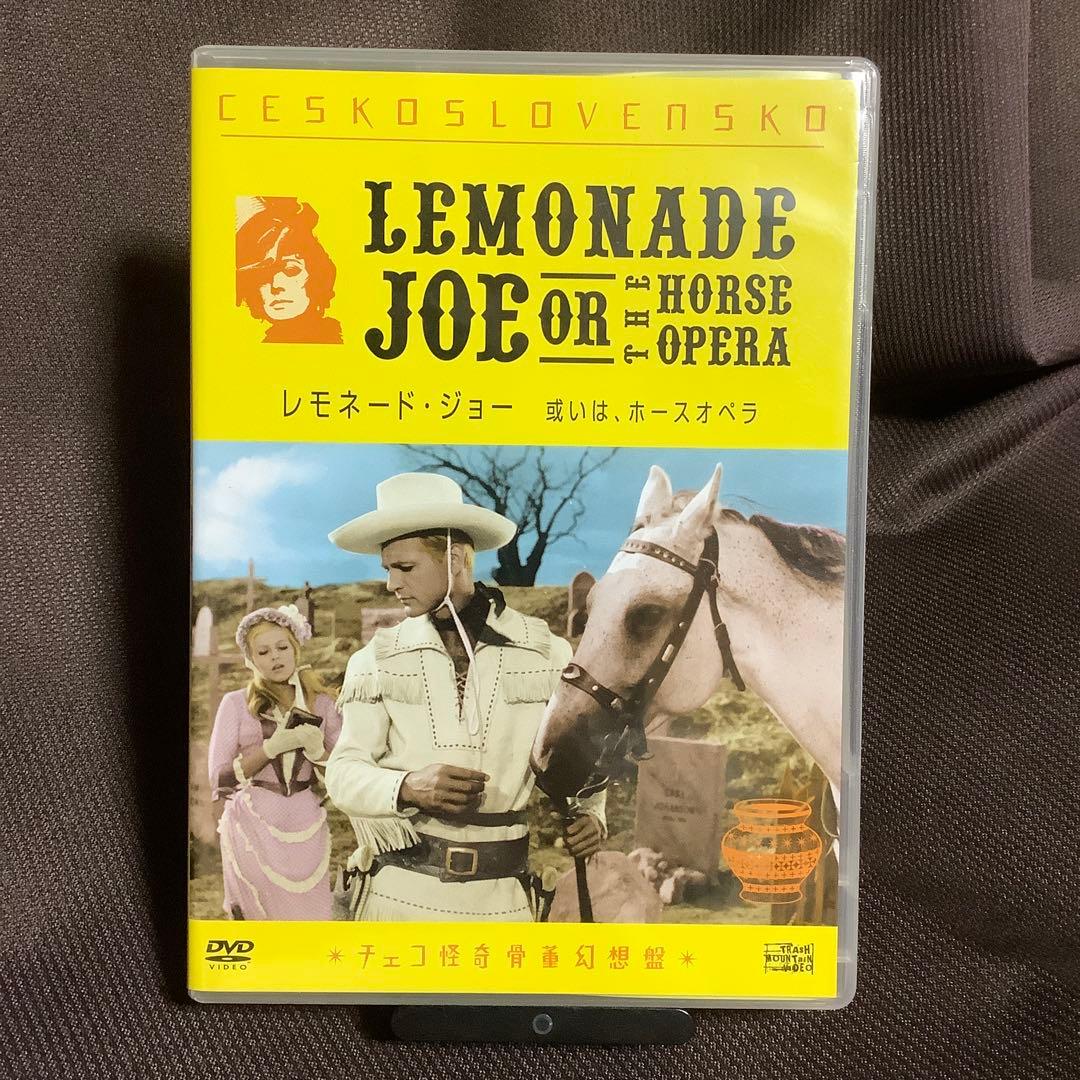 CESKOSLOVENSKO
LEMONADE
JOE OR THE HORSE OPERA
レモネード・ジョー 或いは、ホースオペラ
DVD
VIDEO
*チェコ怪奇骨董幻想盤*
TRASH
MOUNTAIN
VIDEO